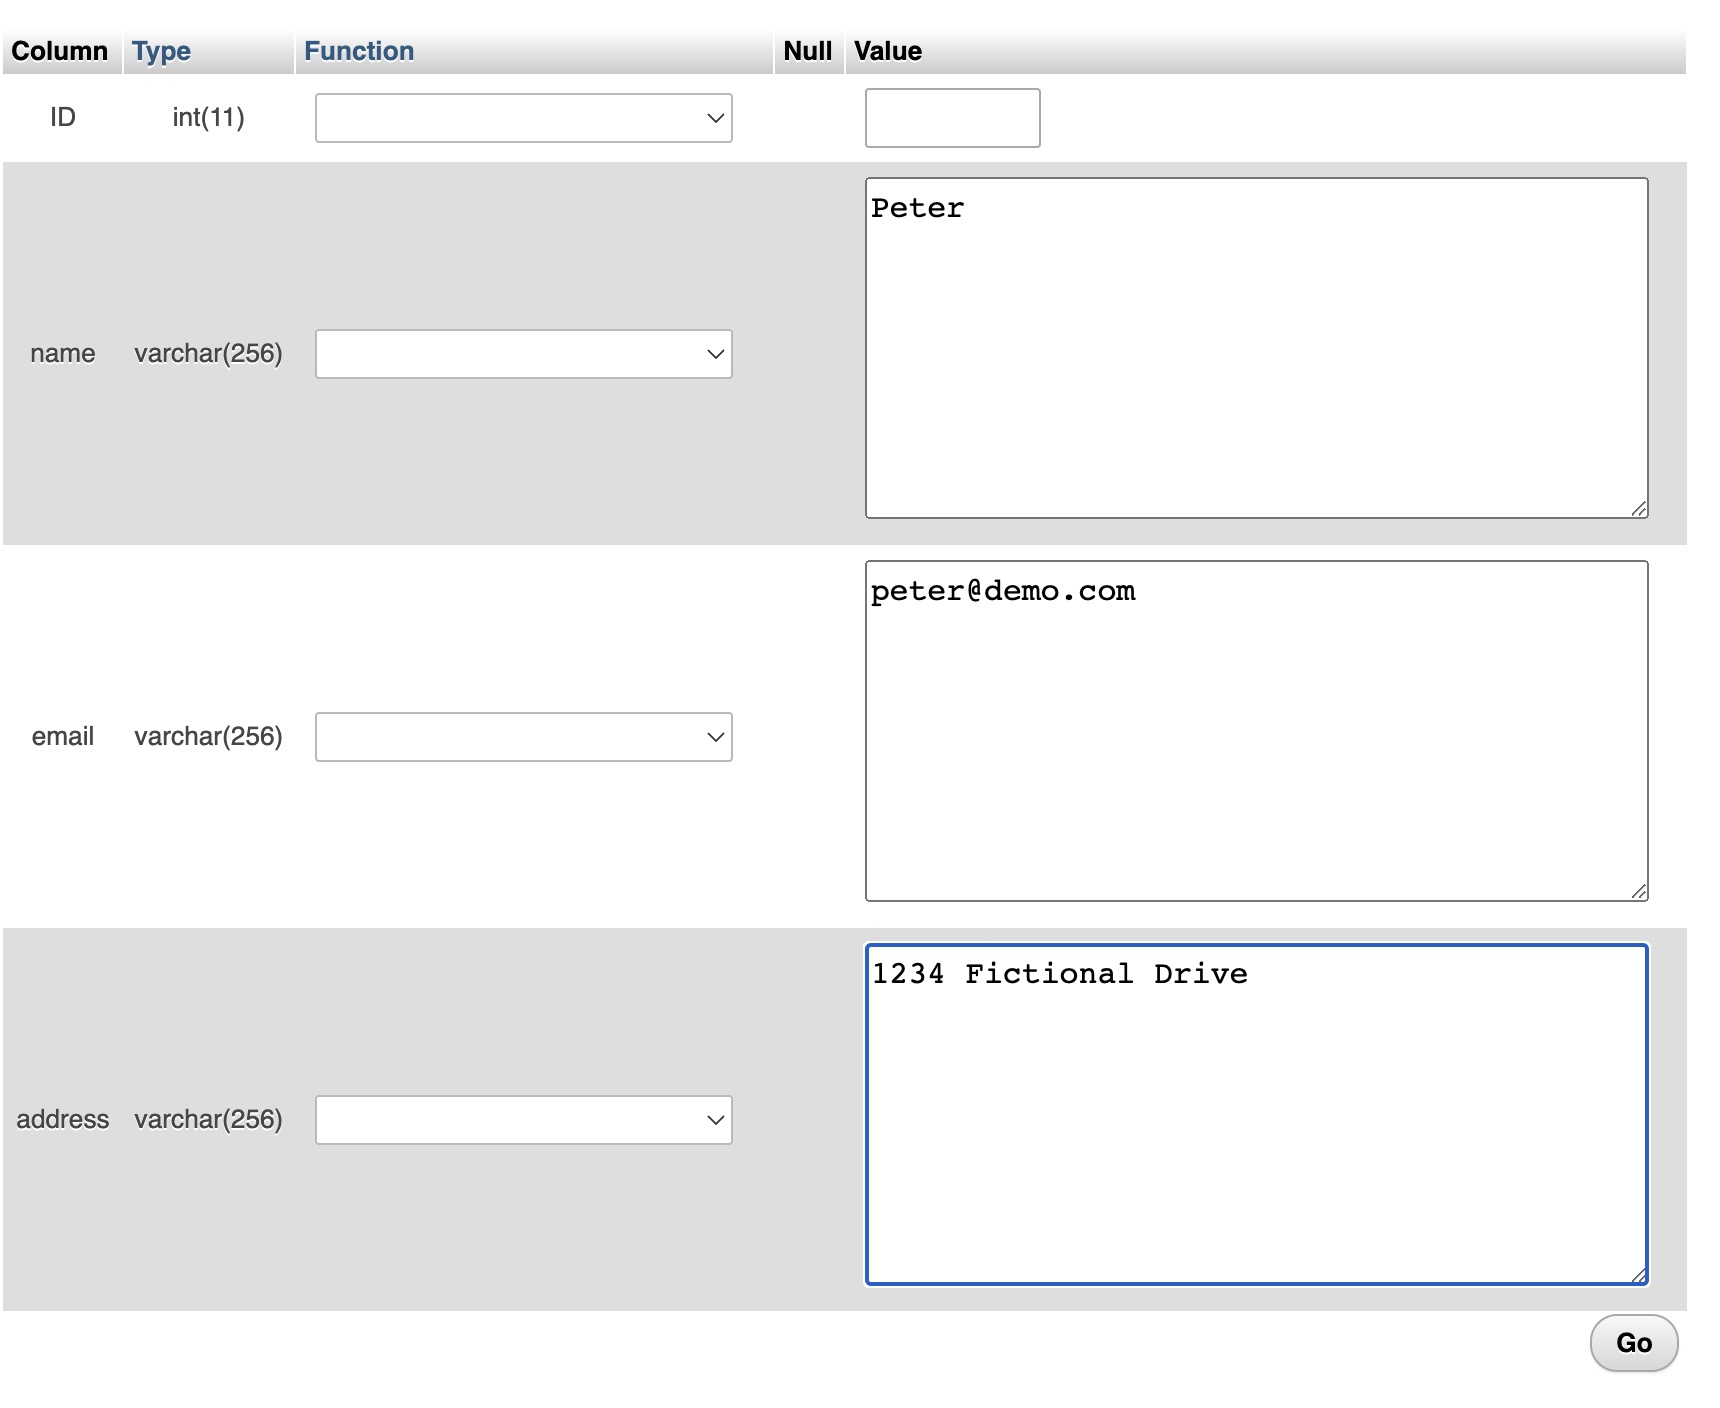 Column Type Function Null Value
ID int(11)
Peter
name varchar(256)
peter@demo.com
email varchar(256)
1234 Fictional Drive
address varchar(256)
Go